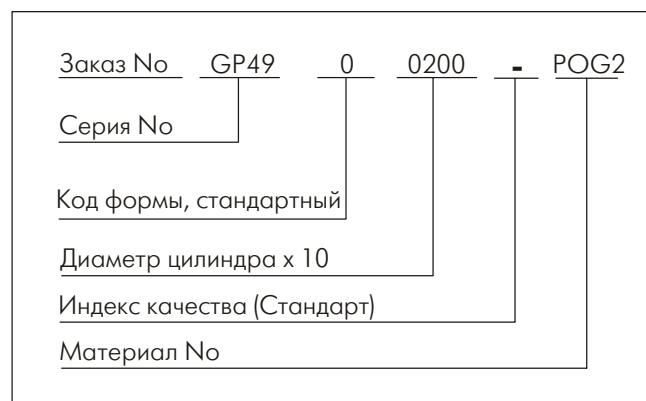 Заказ No GP49 0 0200 - POG2
Серия No
Код формы, стандартный
Диаметр цилиндра x 10
Индекс качества (Стандарт)
Материал No